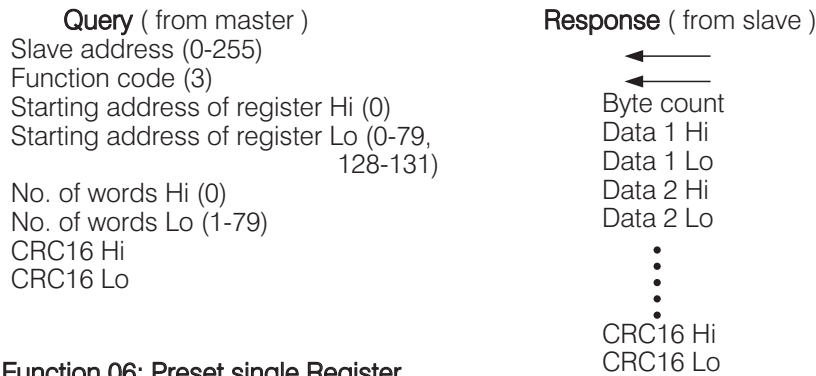 Query ( from master )
Slave address (0-255)
Function code (3)
Starting address of register Hi (0)
Starting address of register Lo (0-79,
128-131)
No. of words Hi (0)
No. of words Lo (1-79)
CRC16 Hi
CRC16 Lo
Response ( from slave )
Byte count
Data 1 Hi
Data 1 Lo
Data 2 Hi
Data 2 Lo
CRC16 Hi
CRC16 Lo
Function 06: Preset single Register